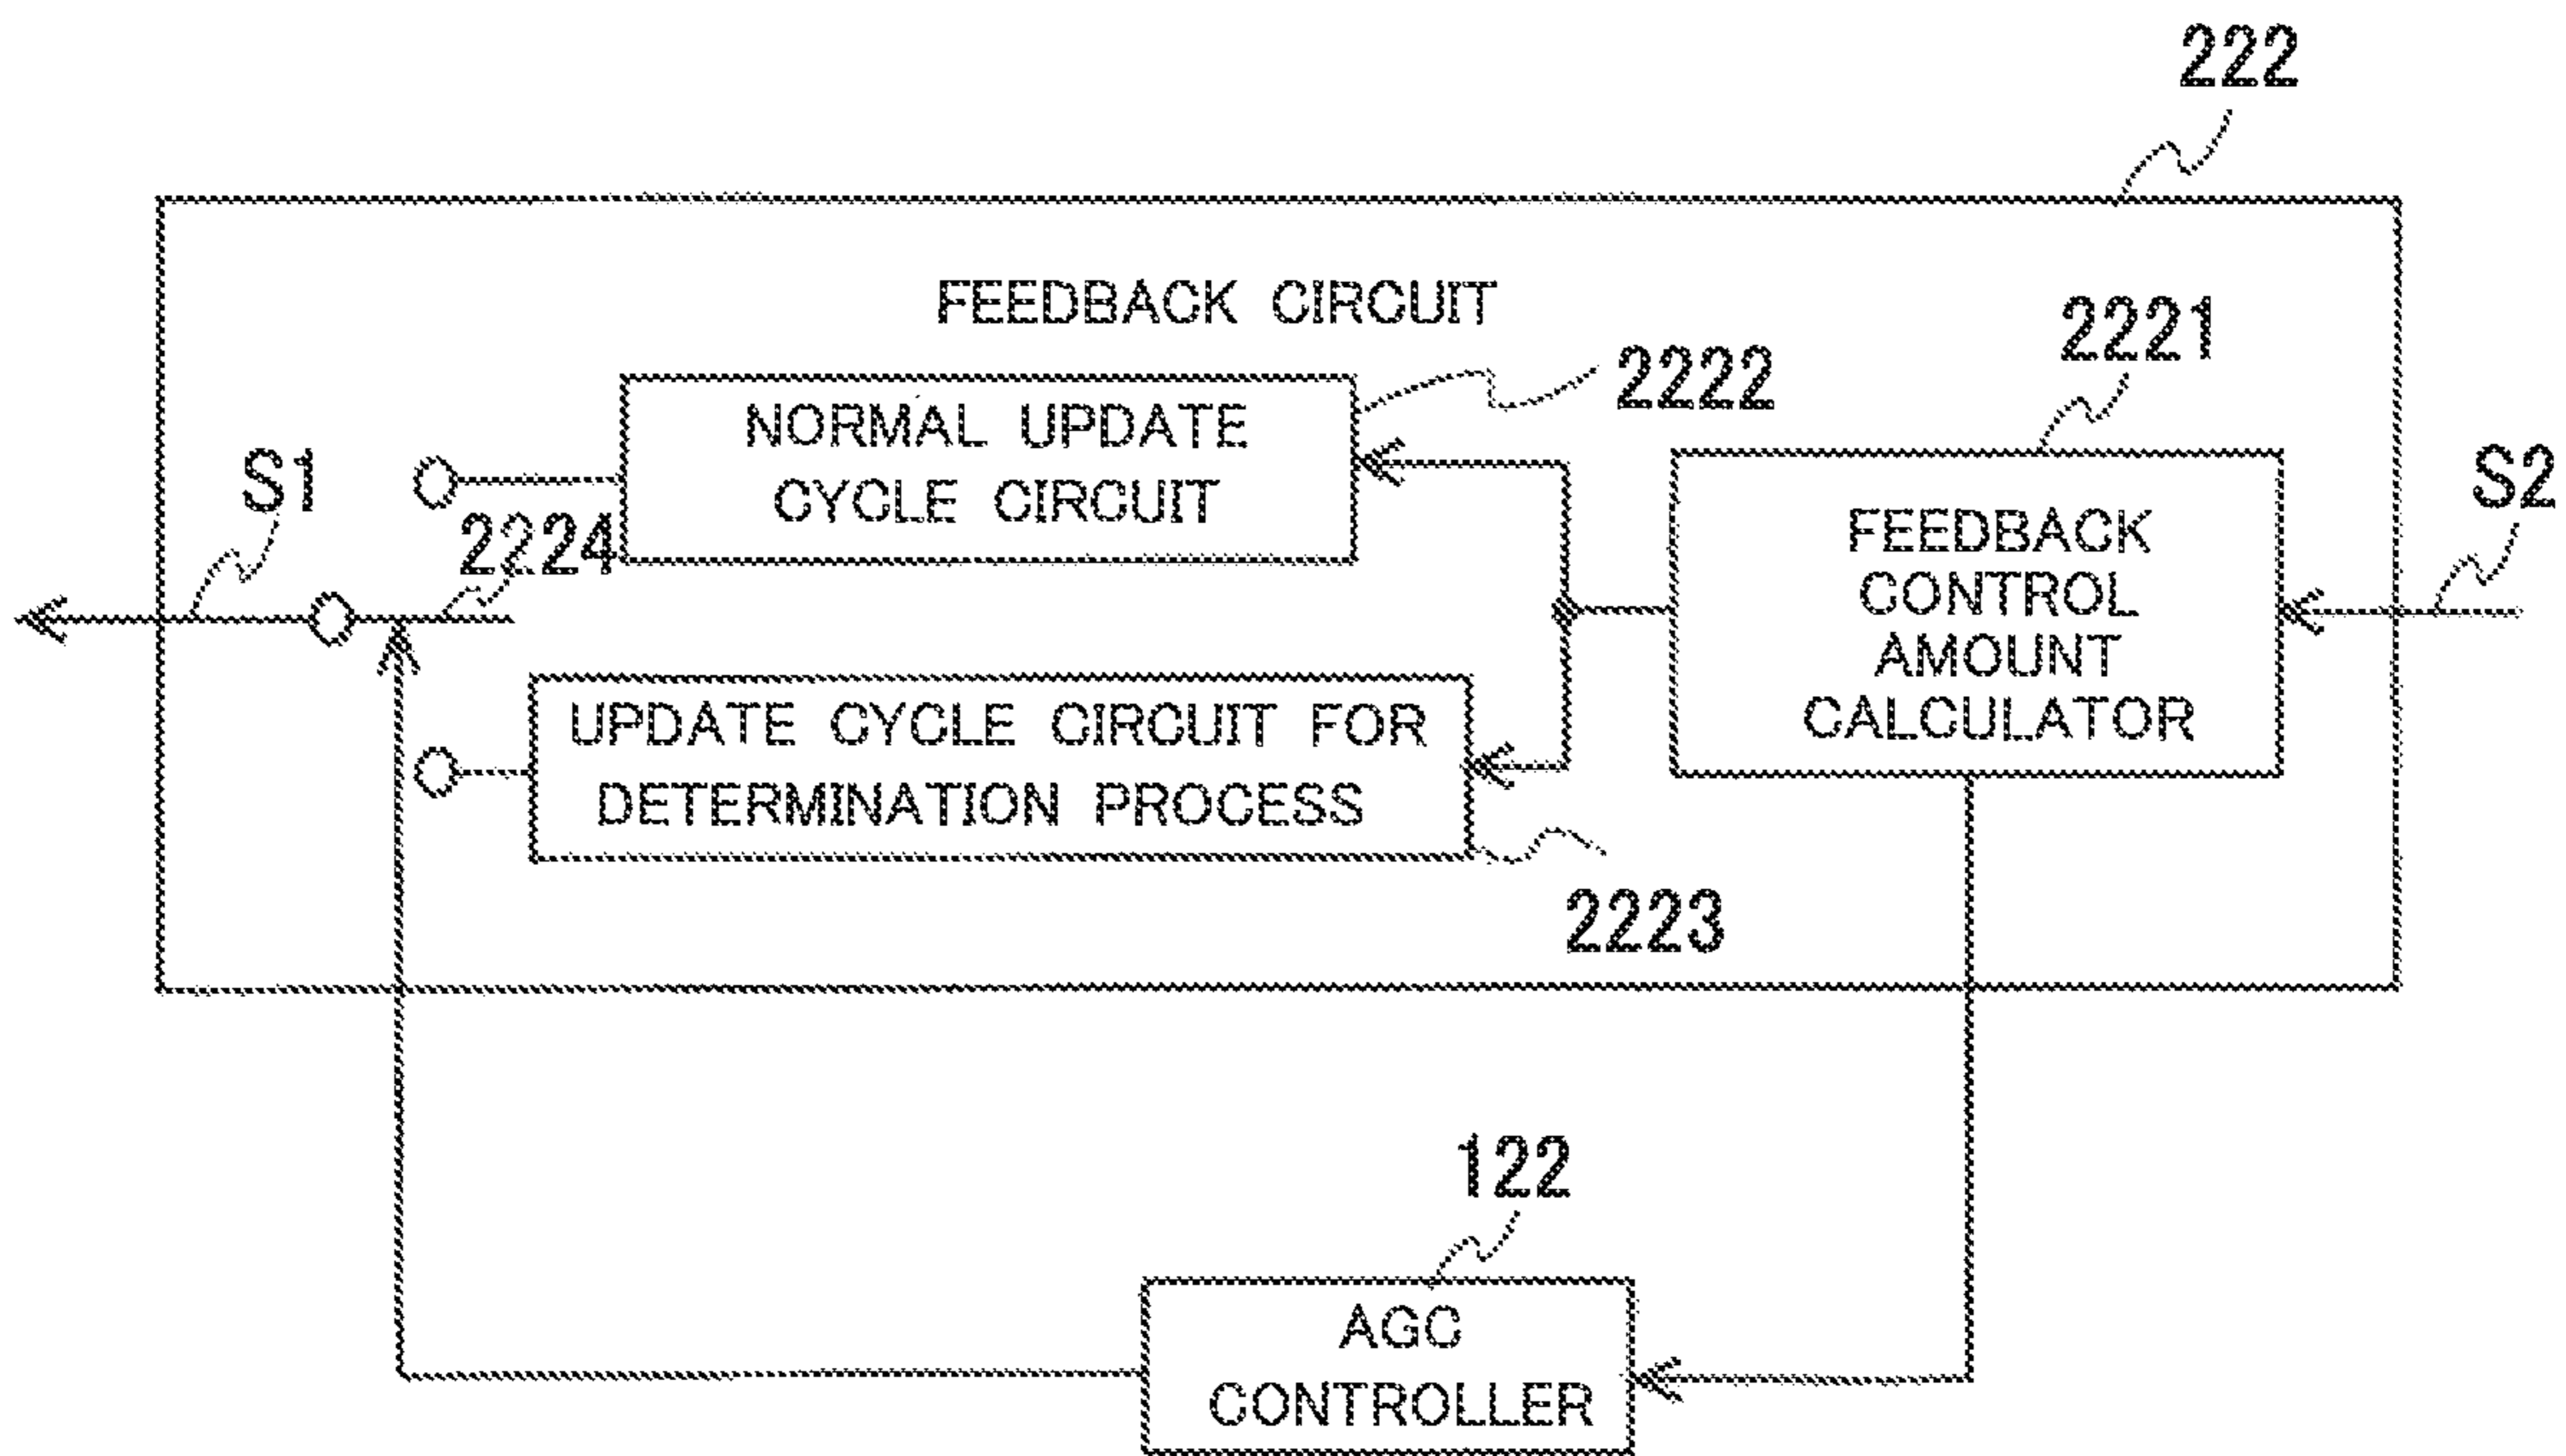 222
FEEDBACK CIRCUIT
2221
2222
NORMAL UPDATE
CYCLE CIRCUIT
S1
2224
S2
FEEDBACK
CONTROL
AMOUNT
CALCULATOR
UPDATE CYCLE CIRCUIT FOR
DETERMINATION PROCESS
2223
122
AGC
CONTROLLER